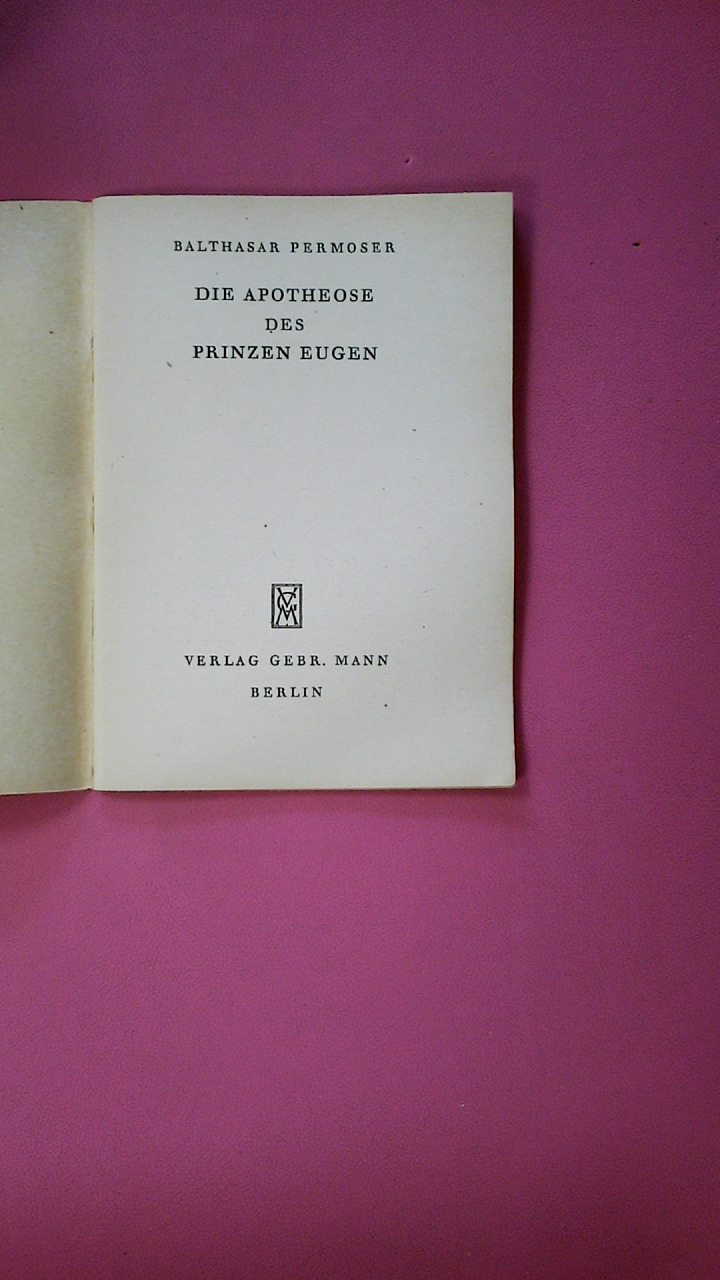 BALTHASAR PERMOSER
DIE APOTHEOSE
DES
PRINZEN EUGEN
VERLAG GEBR. MANN
BERLIN